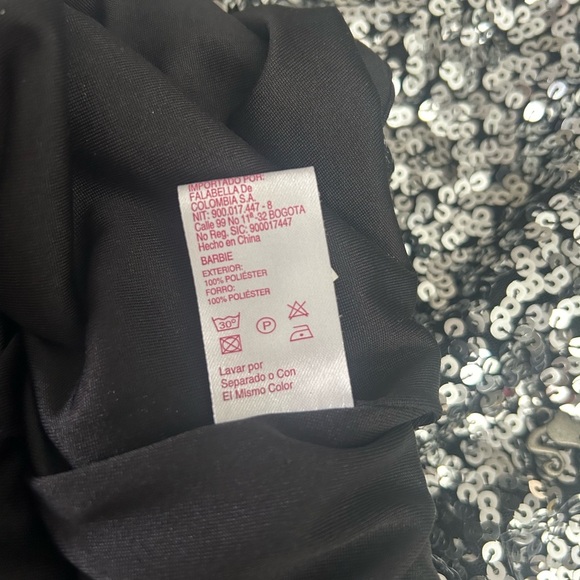 IMPORTADO POR:
FALABELLA De
COLOMBIA S.A.
NIT: 900.017.447 - 8
Calle 99 No 11ª-32 BOGOTA
No Reg. SIC: 900017447
Hecho en China
BARBIE
EXTERIOR:
100% POLIÉSTER
FORRO:
100% POLIÉSTER
30º
P
Lavar por
Separado o Con
El Mismo Color